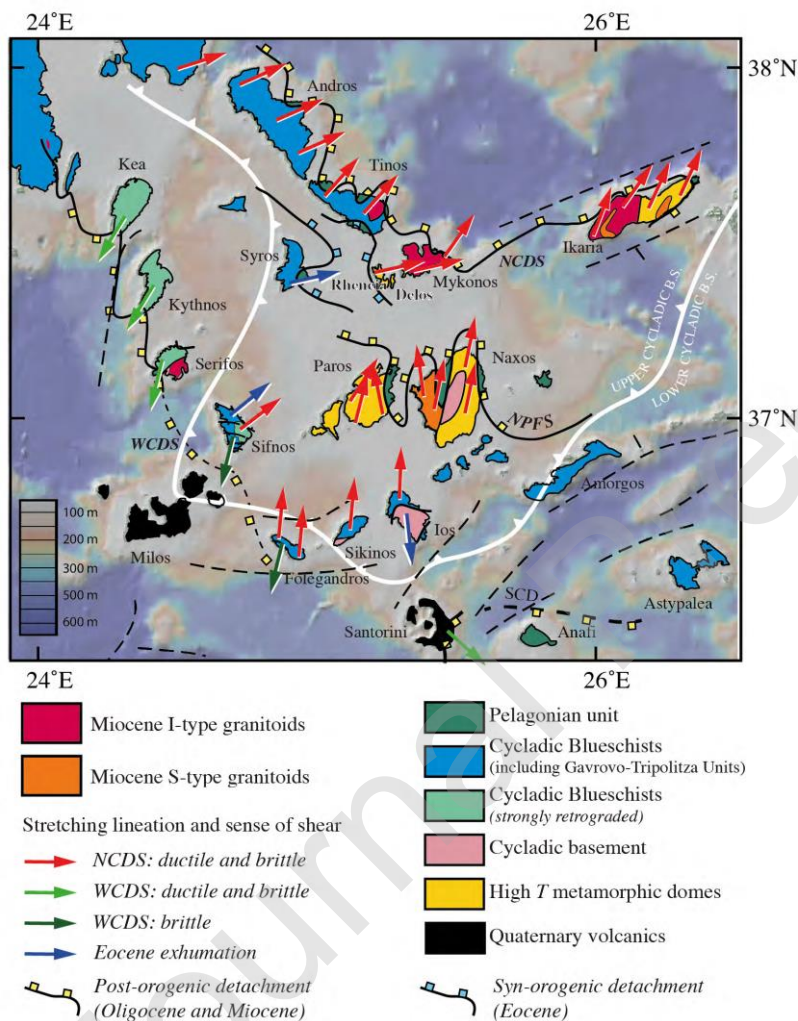 24˚E
26˚E
38˚N
Andros
Kea
Tinos
Ikaria
Syros
Rheneia
Delos
Mykonos
NCDS
Kythnos
UPPER CYCLADIC B.S.
LOWER CYCLADIC B.S.
Serifos
Paros
Naxos
37˚N
WCDS
Sifnos
NPFS
Amorgos
100 m
200 m
300 m
400 m
500 m
600 m
Milos
Ios
Sikinos
Folegandros
Astypalea
SCD
Santorini
Anafi
24˚E
26˚E
Miocene I-type granitoids
Miocene S-type granitoids
Stretching lineation and sense of shear
NCDS: ductile and brittle
WCDS: ductile and brittle
WCDS: brittle
Eocene exhumation
Post-orogenic detachment
(Oligocene and Miocene)
Pelagonian unit
Cycladic Blueschists
(including Gavrovo-Tripolitza Units)
Cycladic Blueschists
(strongly retrograded)
Cycladic basement
High T metamorphic domes
Quaternary volcanics
Syn-orogenic detachment
(Eocene)